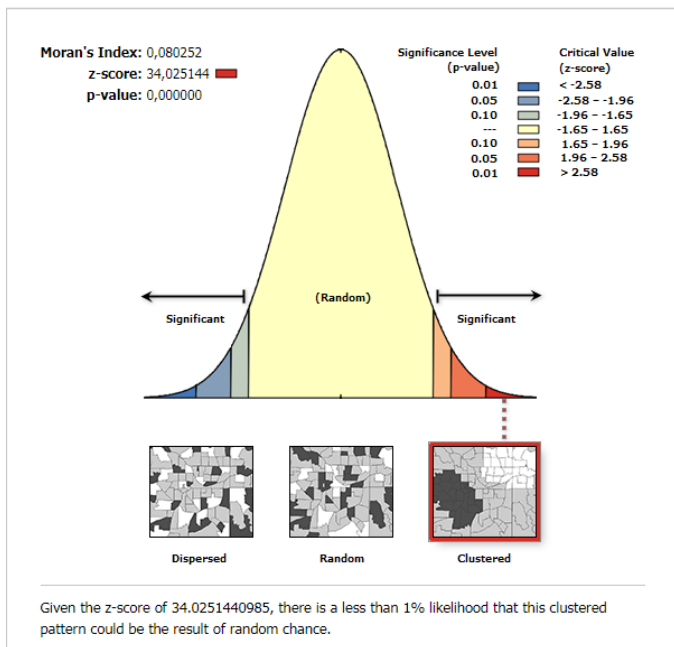 Moran's Index: 0,080252
z-score: 34,025144
p-value: 0,000000
Significance Level
(p-value)
Critical Value
(z-score)
0.01 < -2.58
0.05 -2.58 – -1.96
0.10 -1.96 – -1.65
--- -1.65 – 1.65
0.10 1.65 – 1.96
0.05 1.96 – 2.58
0.01 > 2.58
Significant
(Random)
Significant
Dispersed
Random
Clustered
Given the z-score of 34.0251440985, there is a less than 1% likelihood that this clustered
pattern could be the result of random chance.